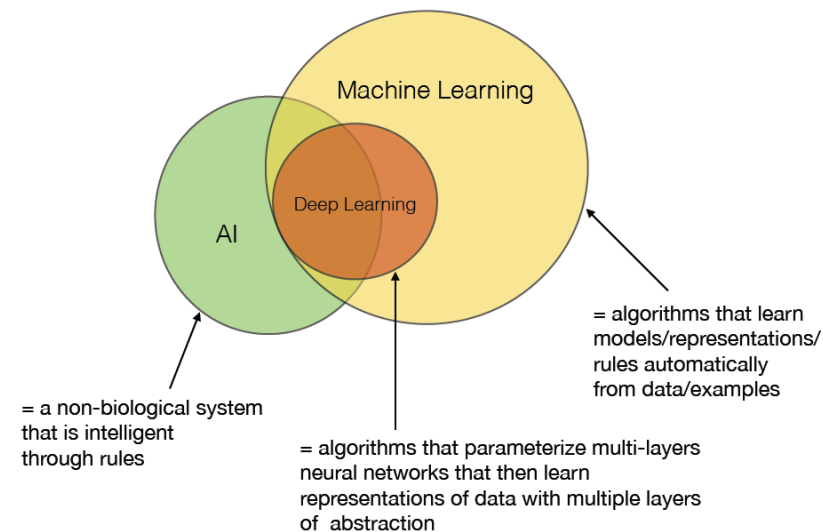 Machine Learning
Deep Learning
AI
= algorithms that learn
models/representations/
rules automatically
from data/examples
= a non-biological system
that is intelligent
through rules
= algorithms that parameterize multi-layers
neural networks that then learn
representations of data with multiple layers
of abstraction